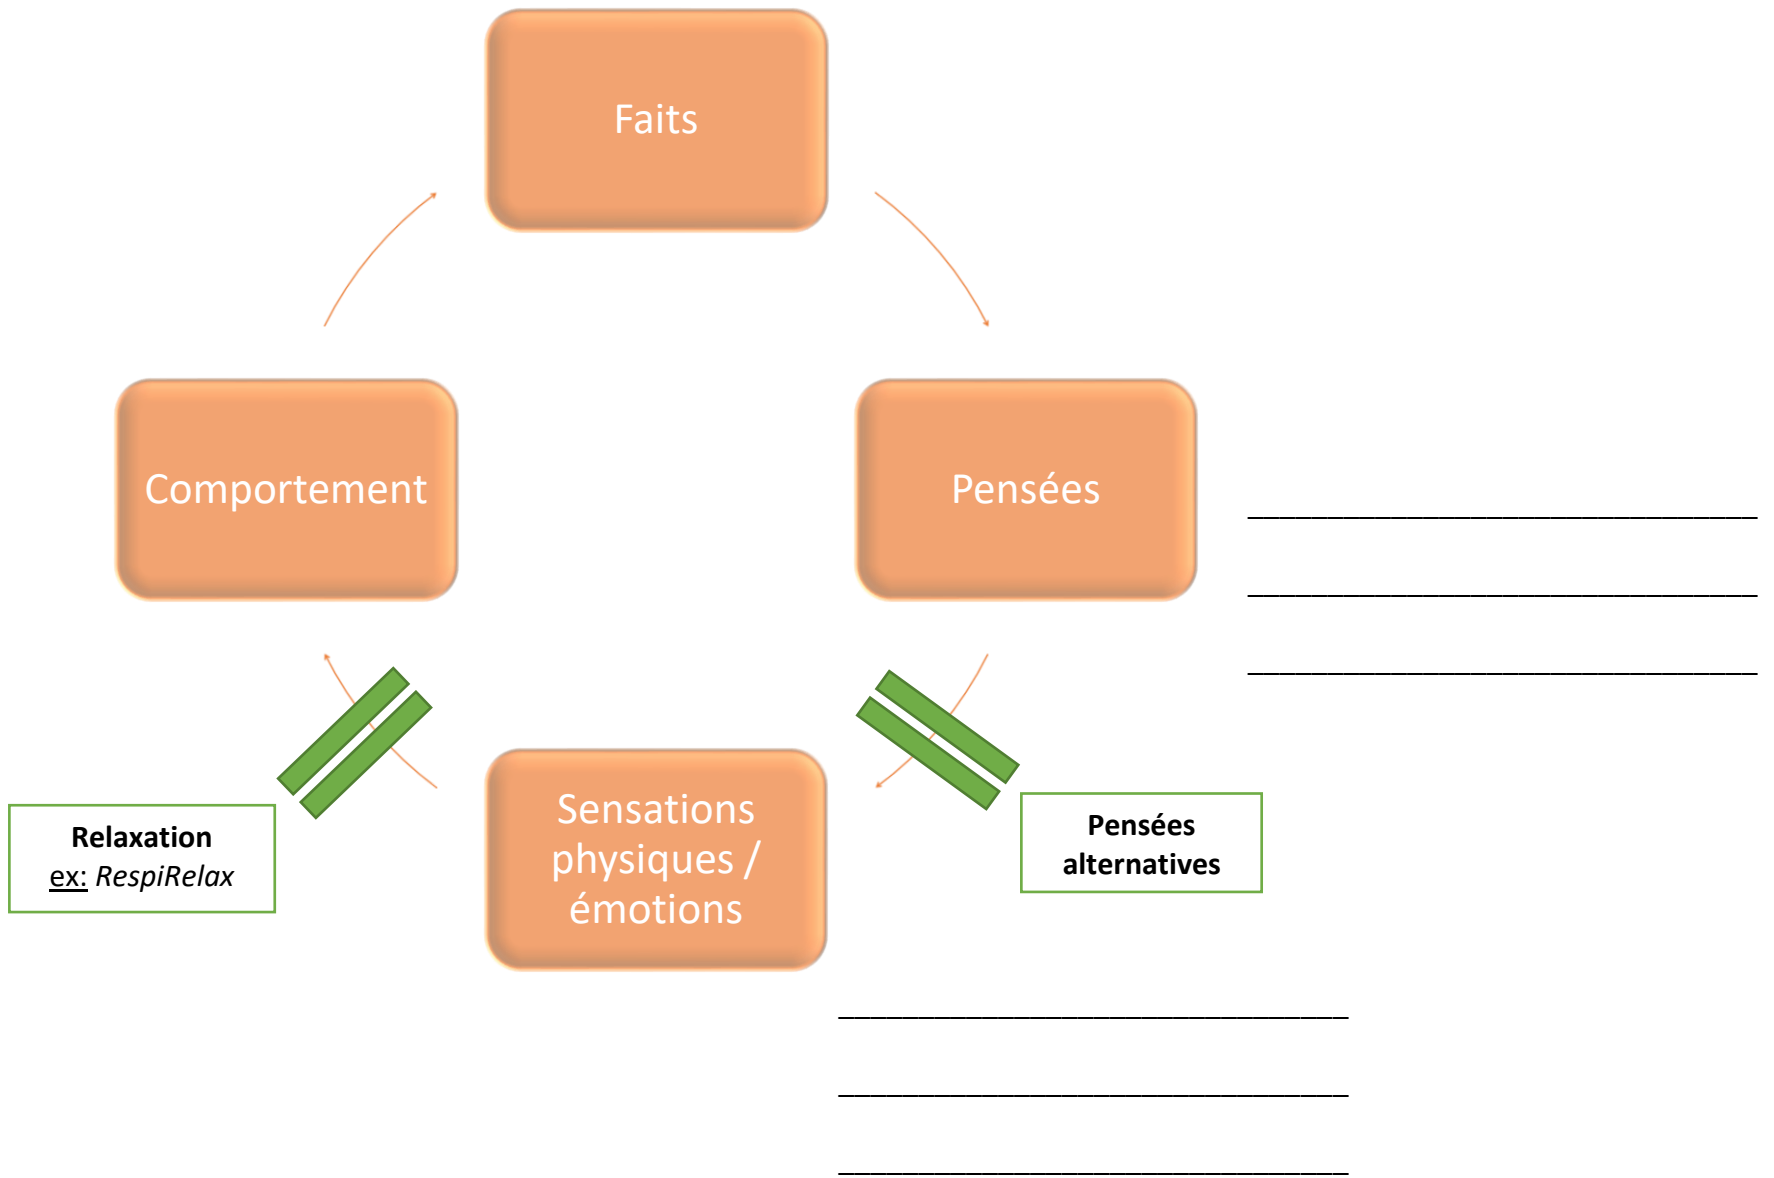 Faits
Comportement
Pensées
Relaxation
ex: RespiRelax
Sensations
physiques /
émotions
Pensées
alternatives